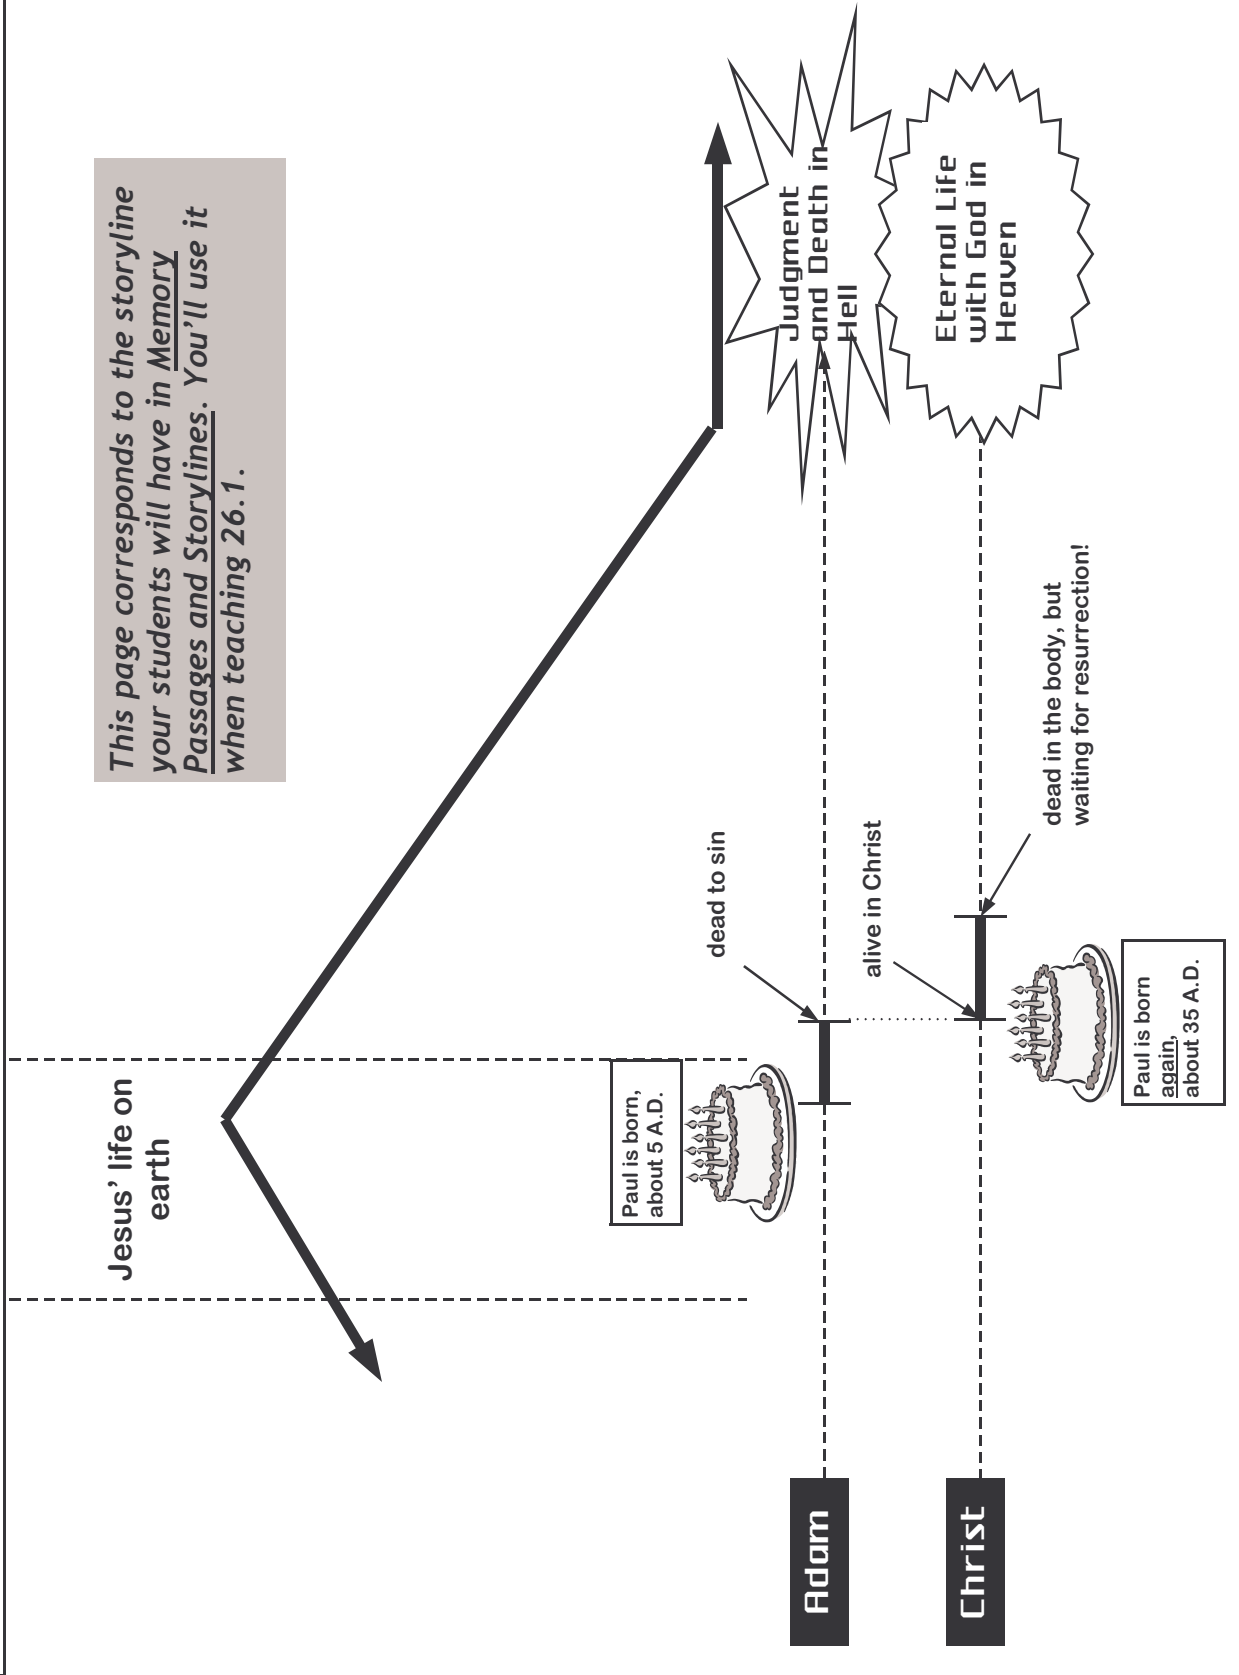 This page corresponds to the storyline
your students will have in Memory
Passages and Storylines. You'll use it
when teaching 26.1.
Jesus' life on
earth
Paul is born,
about 5 A.D.
dead to sin
Adam
Judgment
and Death in
Hell
alive in Christ
Christ
Eternal Life
with God in
Heaven
dead in the body, but
waiting for resurrection!
Paul is born
again,
about 35 A.D.